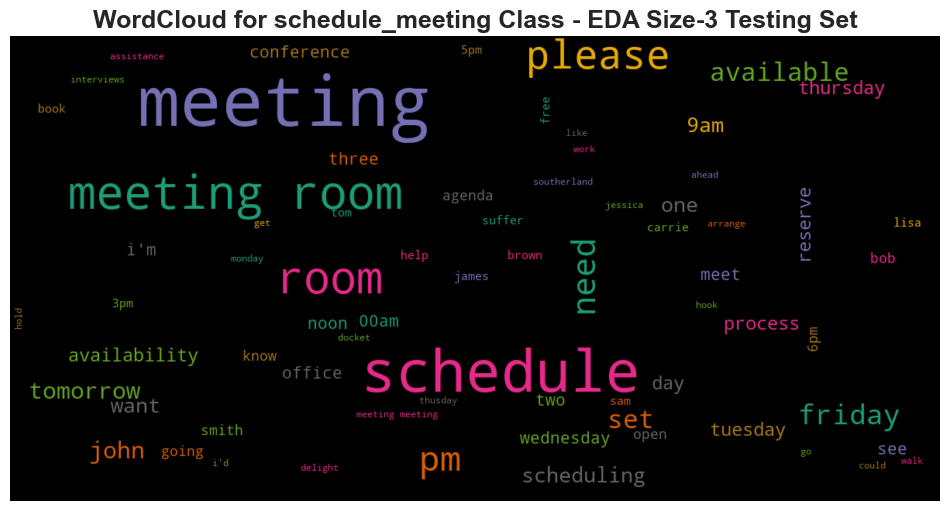 WordCloud for schedule_meeting Class - EDA Size-3 Testing Set
assistance
conference
5pm
please
interviews
available
thursday
meeting
book
free
9am
like
three
work
meeting room
southerland
ahead
agenda
tom
jessica
one
reserve
get
suffer
carrie
arrange
lisa
i'm
monday
help
brown
need
bob
room
james
meet
3pm
hook
noon
00am
process
docket
6pm
availability
know
office
schedule
day
tomorrow
want
thusday
two
sam
meeting meeting
set
friday
smith
wednesday
open
tuesday
john
going
see
i'd
pm
go
delight
scheduling
could
walk
hold